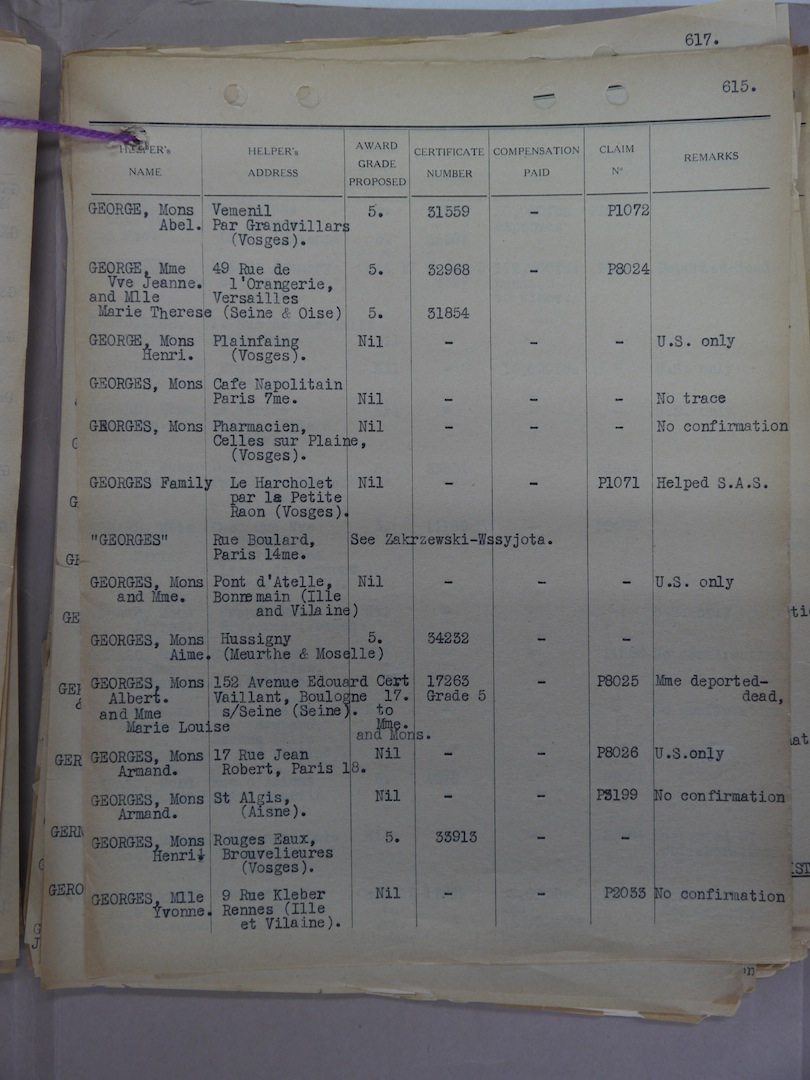 617.
615.
HELPER's NAME HELPER's ADDRESS AWARD GRADE PROPOSED CERTIFICATE NUMBER COMPENSATION PAID CLAIM N° REMARKS
GEORGE, Mons Vemenil 5. 31559 - P1072
Abel. Par Grandvillars
(Vosges).
GEORGE, Mme 49 Rue de 5. 32968 - P8024
Vve Jeanne. l'Orangerie,
and Mlle Versailles
Marie Therese (Seine & Oise) 5. 31854
GEORGE, Mons Plainfaing Nil - - - U.S. only
Henri. (Vosges).
GEORGES, Mons Cafe Napolitain
Paris 7me. Nil - - - No trace
GEORGES, Mons Pharmacien, Nil - - - No confirmation
Celles sur Plaine,
(Vosges).
GEORGES Family Le Harcholet Nil - - P1071 Helped S.A.S.
par la Petite
Raon (Vosges).
"GEORGES" Rue Boulard, See Zakrzewski-Wssyjota.
Paris 14me.
GEORGES, Mons Pont d'Atelle, Nil - - - U.S. only
and Mme. Bonnemain (Ille
and Vilaine)
GEORGES, Mons Hussigny 5. 34232 - -
Aime. (Meurthe & Moselle)
GEORGES, Mons 152 Avenue Edouard Cert 17263 - P8025 Mme deported-
Albert. Vaillant, Boulogne 17. Grade 5 dead,
and Mme s/Seine (Seine). to
Marie Louise Mme.
and Mons.
GEORGES, Mons 17 Rue Jean Nil - - P8026 U.S.only
Armand. Robert, Paris 18.
GEORGES, Mons St Algis, Nil - - P3199 No confirmation
Armand. (Aisne).
GEORGES, Mons Rouges Eaux, 5. 33913 - -
Henri. Brouvelieures
(Vosges).
GEORGES, Mlle 9 Rue Kleber Nil - - P2033 No confirmation
Yvonne. Rennes (Ille
et Vilaine).